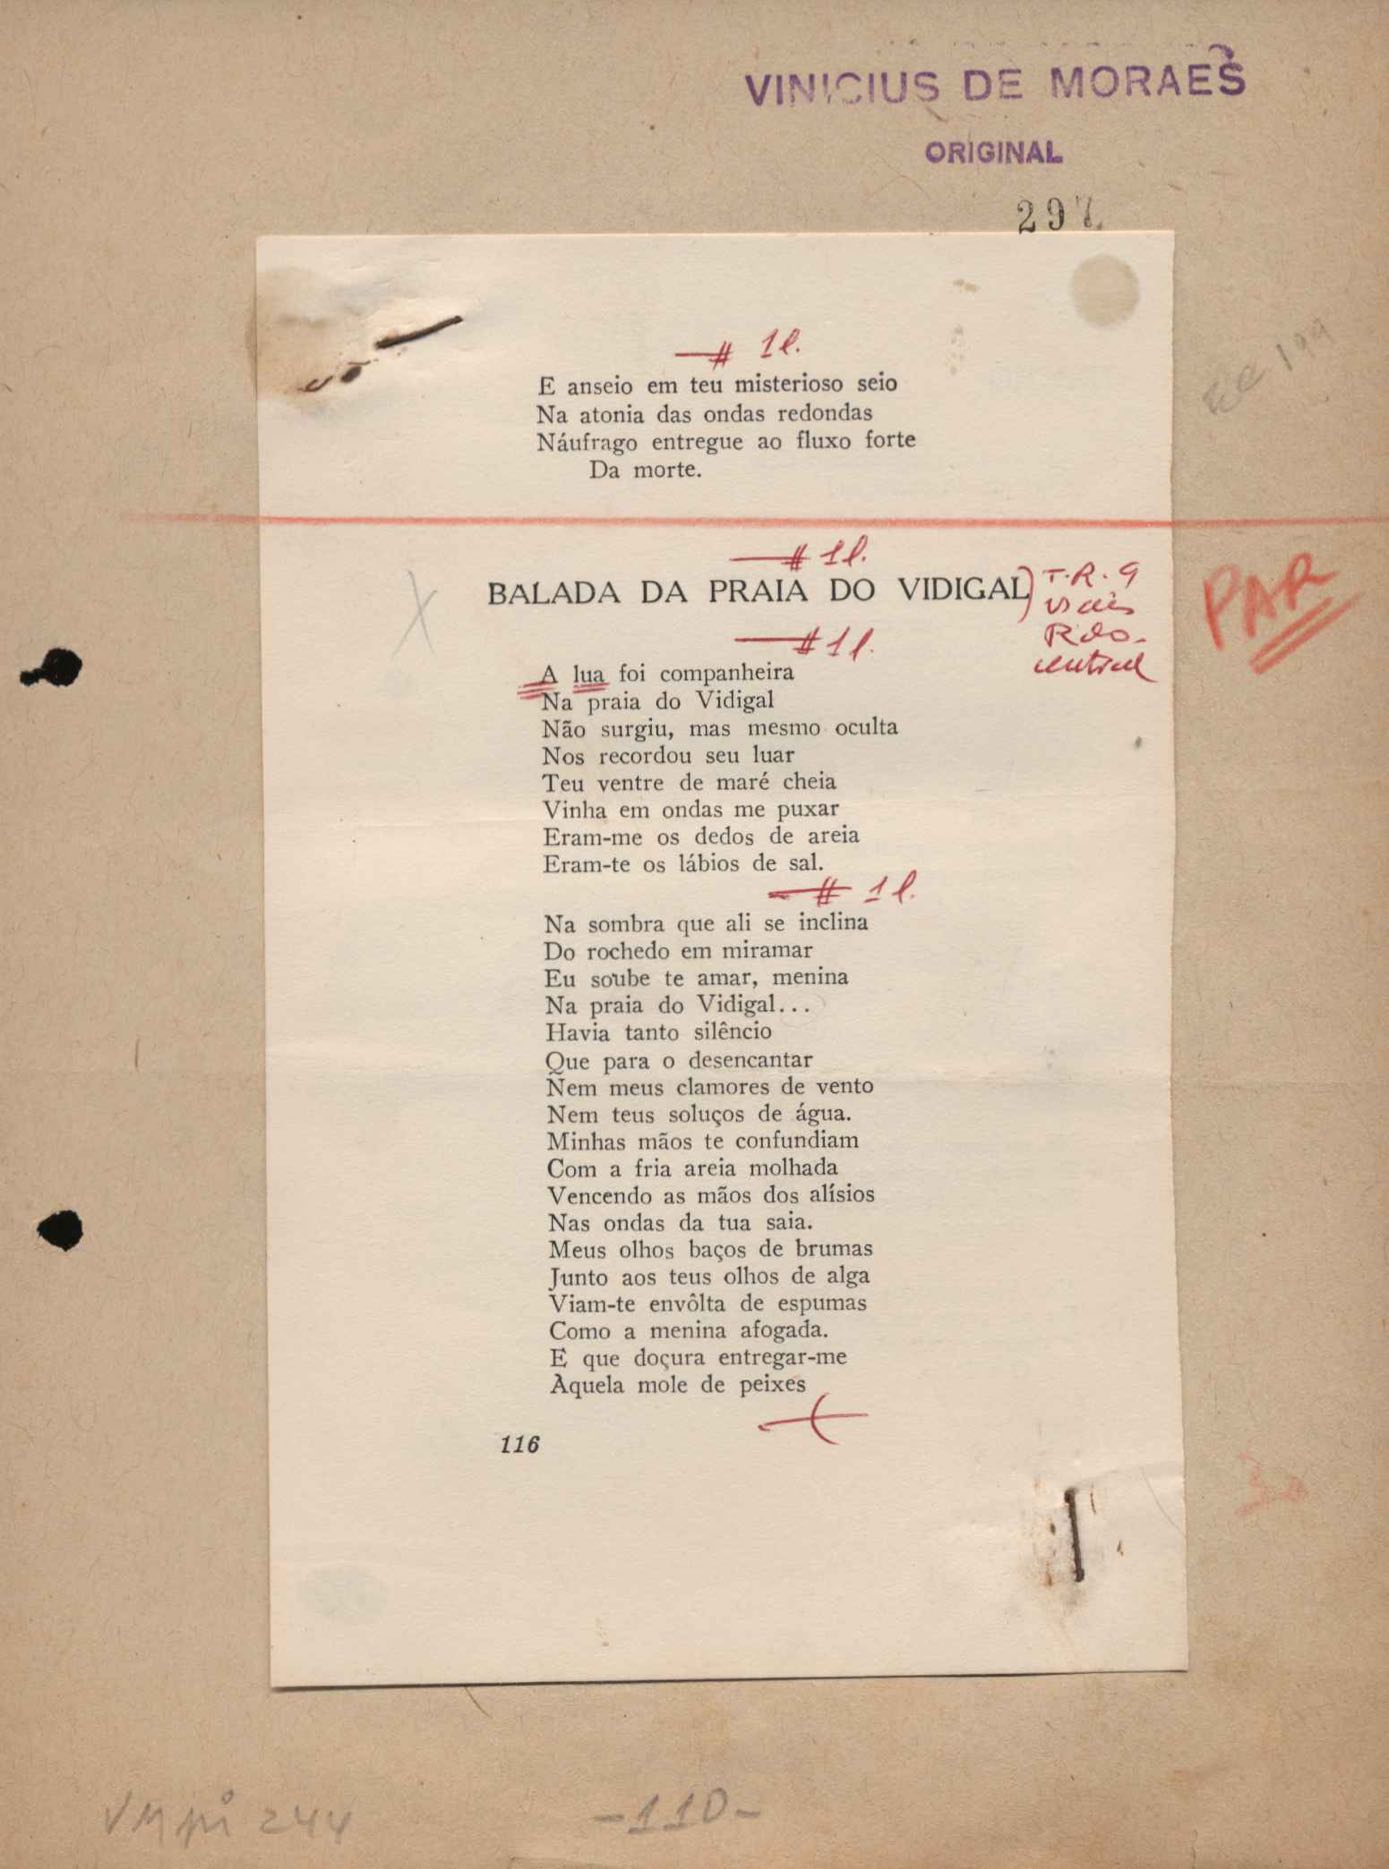 VINICIUS DE MORAES
ORIGINAL
297
# 1l.
E anseio em teu misterioso seio
Na atonia das ondas redondas
Náufrago entregue ao fluxo forte
Da morte.
# 1l.
BALADA DA PRAIA DO VIDIGAL) T.R. 9
Rdo.
central
PAR
# 1l.
A lua foi companheira
Na praia do Vidigal
Não surgiu, mas mesmo oculta
Nos recordou seu luar
Teu ventre de maré cheia
Vinha em ondas me puxar
Eram-me os dedos de areia
Eram-te os lábios de sal.
# 1l.
Na sombra que ali se inclina
Do rochedo em miramar
Eu soube te amar, menina
Na praia do Vidigal...
Havia tanto silêncio
Que para o desencantar
Nem meus clamores de vento
Nem teus soluços de água.
Minhas mãos te confundiam
Com a fria areia molhada
Vencendo as mãos dos alísios
Nas ondas da tua saia.
Meus olhos baços de brumas
Junto aos teus olhos de alga
Viam-te envôlta de espumas
Como a menina afogada.
E que doçura entregar-me
Àquela mole de peixes
116
VMpi 244
-110-